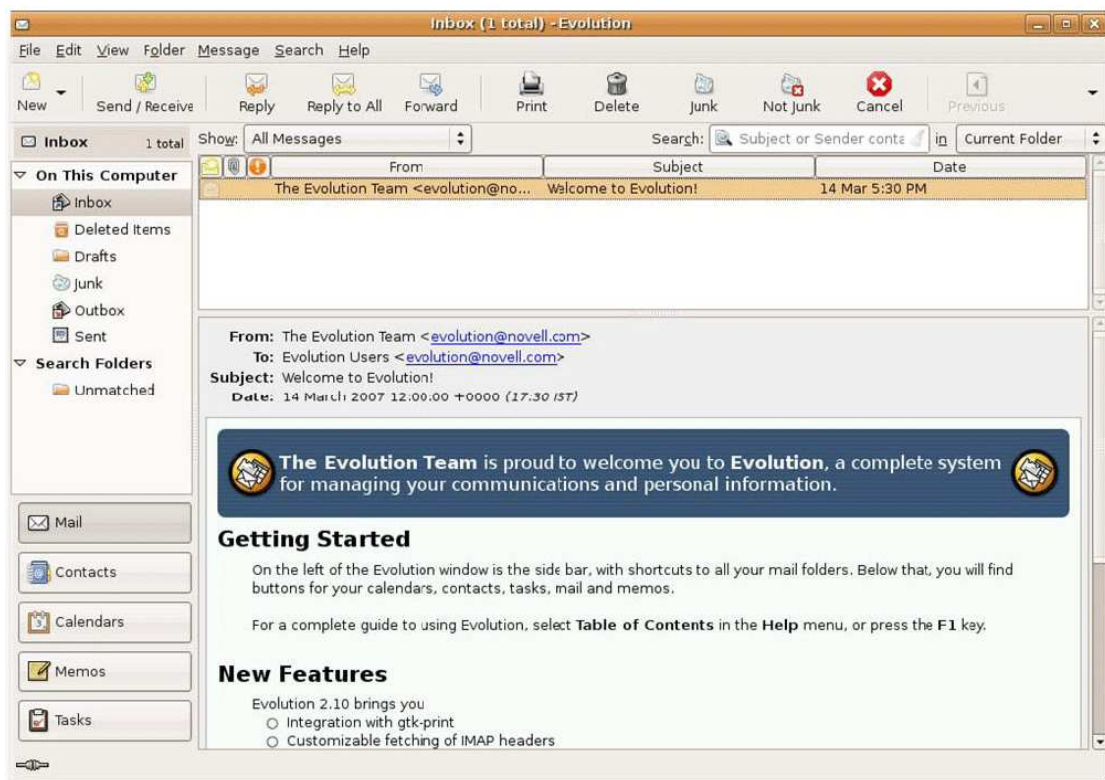 Inbox (1 total) - Evolution
File Edit View Folder Message Search Help
New Send / Receive Reply Reply to All Forward Print Delete Junk Not Junk Cancel Previous
Inbox 1 total
Show: All Messages Search: Subject or Sender conta in Current Folder
From Subject Date
The Evolution Team <evolution@no... Welcome to Evolution! 14 Mar 5:30 PM
On This Computer
Inbox
Deleted Items
Drafts
Junk
Outbox
Sent
Search Folders
Unmatched
Mail
Contacts
Calendars
Memos
Tasks
From: The Evolution Team <evolution@novell.com>
To: Evolution Users <evolution@novell.com>
Subject: Welcome to Evolution!
Date: 14 March 2007 12:00:00 +0000 (17:30 IST)
The Evolution Team is proud to welcome you to Evolution, a complete system
for managing your communications and personal information.
Getting Started
On the left of the Evolution window is the side bar, with shortcuts to all your mail folders. Below that, you will find
buttons for your calendars, contacts, tasks, mail and memos.
For a complete guide to using Evolution, select Table of Contents in the Help menu, or press the F1 key.
New Features
Evolution 2.10 brings you
Integration with gtk-print
Customizable fetching of IMAP headers